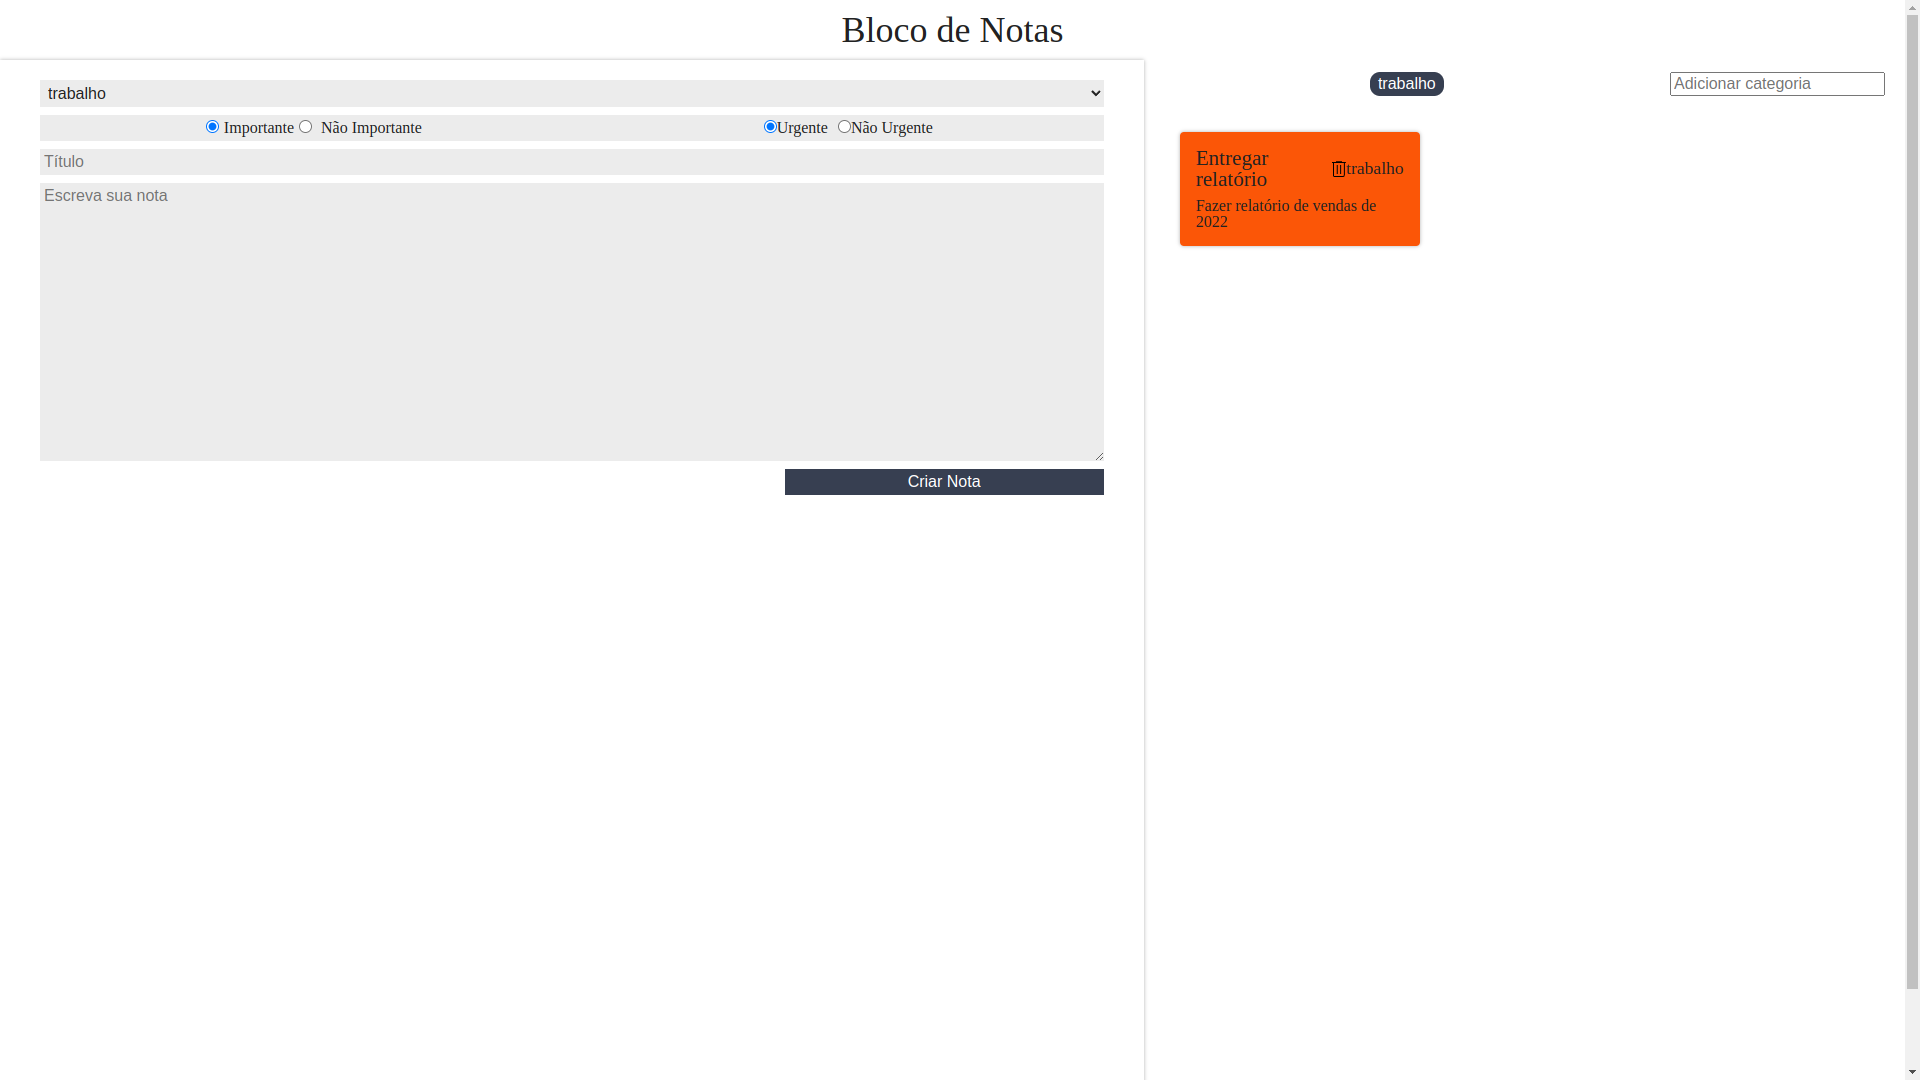 Bloco de Notas
trabalho
Importante Não Importante Urgente Não Urgente
Título
Escreva sua nota
Criar Nota
trabalho
Adicionar categoria
Entregar
relatório
trabalho
Fazer relatório de vendas de
2022